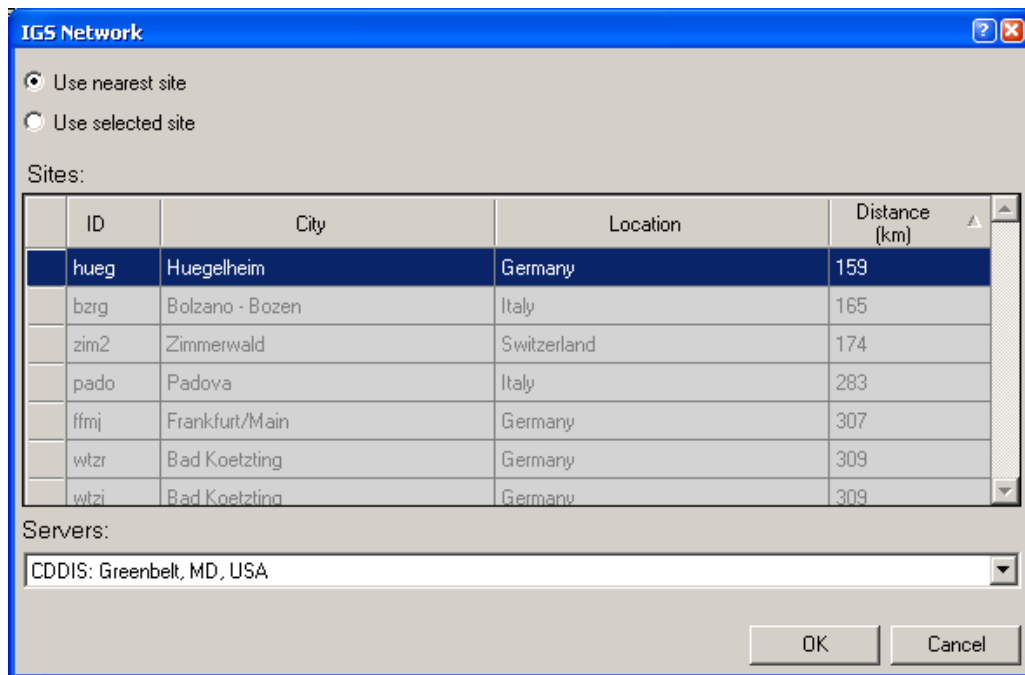 IGS Network
Use nearest site
Use selected site
Sites:
ID City Location Distance (km)
hueg Huegelheim Germany 159
bzrg Bolzano - Bozen Italy 165
zim2 Zimmerwald Switzerland 174
pado Padova Italy 283
ffmj Frankfurt/Main Germany 307
wtzr Bad Koetzting Germany 309
wtzj Bad Koetzting Germany 309
Servers:
CDDIS: Greenbelt, MD, USA
OK Cancel